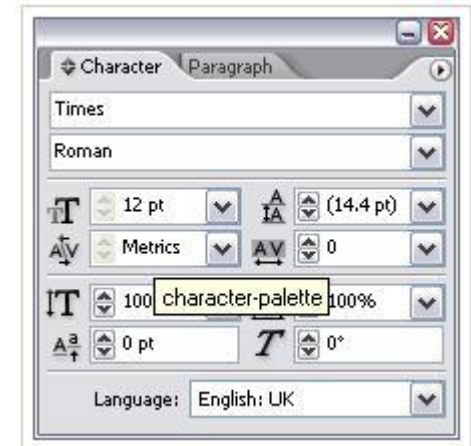 Character Paragraph
Times
Roman
12 pt (14.4 pt)
Metrics 0
100 character-palette 100%
0 pt 0°
Language: English: UK